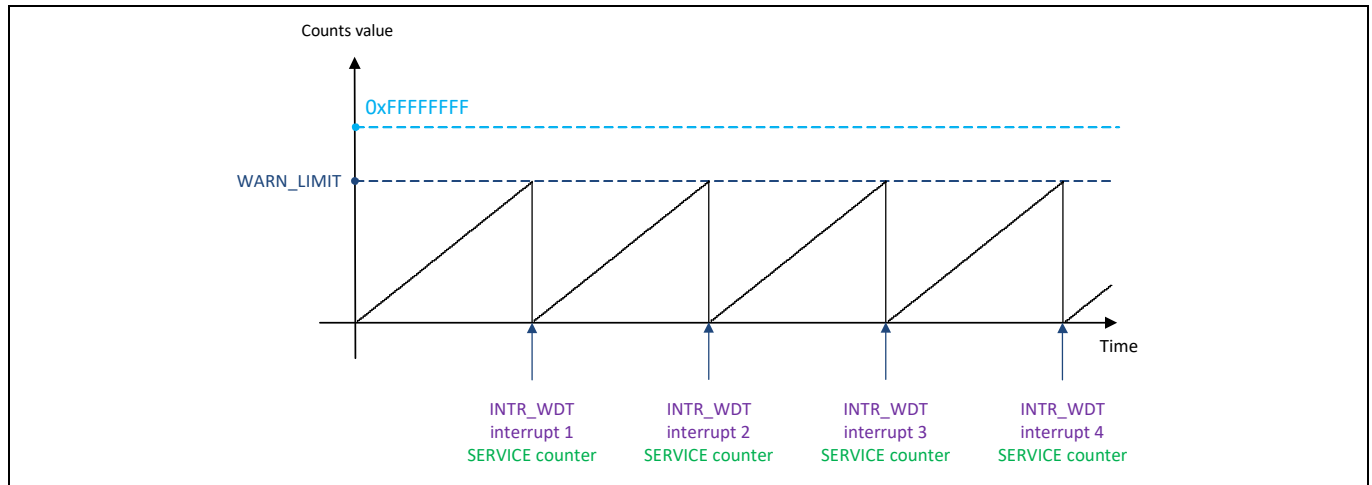 Counts value
0xFFFFFFFF
WARN_LIMIT
Time
INTR_WDT
interrupt 1
SERVICE counter
INTR_WDT
interrupt 2
SERVICE counter
INTR_WDT
interrupt 3
SERVICE counter
INTR_WDT
interrupt 4
SERVICE counter